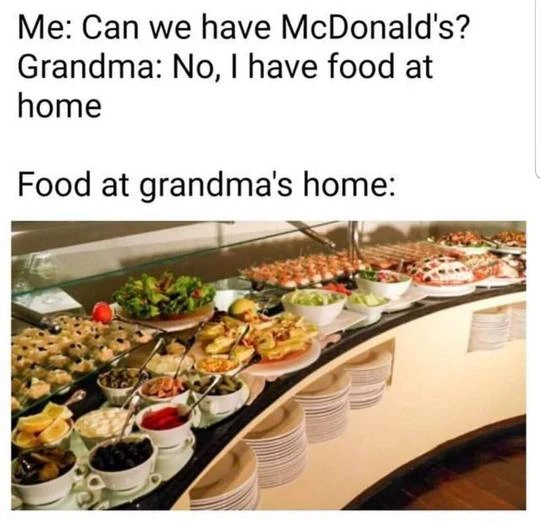 Me: Can we have McDonald's?
Grandma: No, I have food at
home
Food at grandma's home: